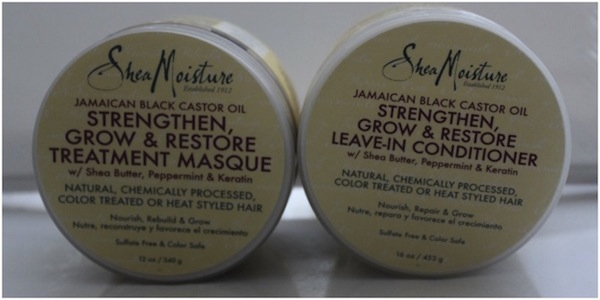 SheaMoisture
Established 1912
JAMAICAN BLACK CASTOR OIL
STRENGTHEN,
GROW & RESTORE
TREATMENT MASQUE
w/ Shea Butter, Peppermint & Keratin
NATURAL, CHEMICALLY PROCESSED,
COLOR TREATED OR HEAT STYLED HAIR
Nourish, Rebuild & Grow
Nutre, reconstruye y favorece el crecimiento
Sulfate Free & Color Safe
12 oz / 340 g
SheaMoisture
Established 1912
JAMAICAN BLACK CASTOR OIL
STRENGTHEN,
GROW & RESTORE
LEAVE-IN CONDITIONER
w/ Shea Butter, Peppermint & Keratin
NATURAL, CHEMICALLY PROCESSED,
COLOR TREATED OR HEAT STYLED HAIR
Nourish, Repair & Grow
Nutre, repara y favorece el crecimiento
Sulfate Free & Color Safe
16 oz / 453 g